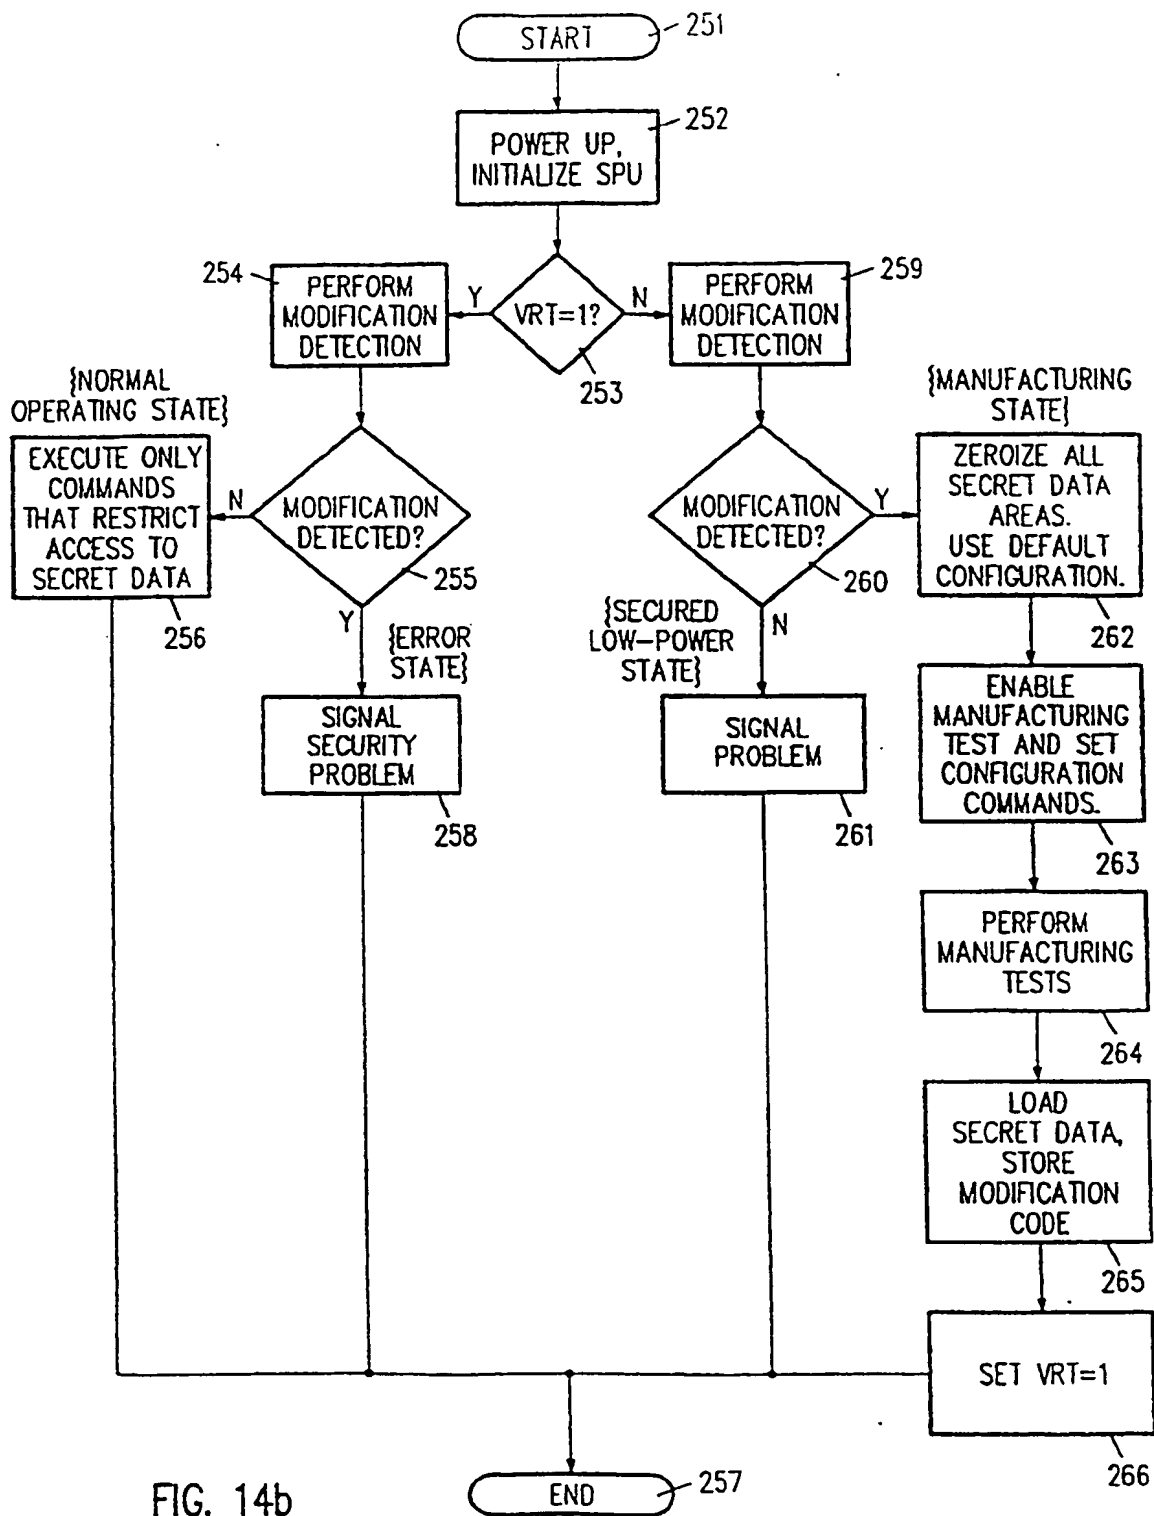 START
251
POWER UP,
INITIALIZE SPU
252
VRT=1?
Y
N
253
254
PERFORM
MODIFICATION
DETECTION
259
PERFORM
MODIFICATION
DETECTION
{NORMAL
OPERATING STATE}
EXECUTE ONLY
COMMANDS
THAT RESTRICT
ACCESS TO
SECRET DATA
256
N
MODIFICATION
DETECTED?
255
Y
{ERROR
STATE}
SIGNAL
SECURITY
PROBLEM
258
MODIFICATION
DETECTED?
260
Y
N
{SECURED
LOW-POWER
STATE}
SIGNAL
PROBLEM
261
{MANUFACTURING
STATE}
ZEROIZE ALL
SECRET DATA
AREAS.
USE DEFAULT
CONFIGURATION.
262
ENABLE
MANUFACTURING
TEST AND SET
CONFIGURATION
COMMANDS.
263
PERFORM
MANUFACTURING
TESTS
264
LOAD
SECRET DATA,
STORE
MODIFICATION
CODE
265
SET VRT=1
266
END
257
FIG. 14b